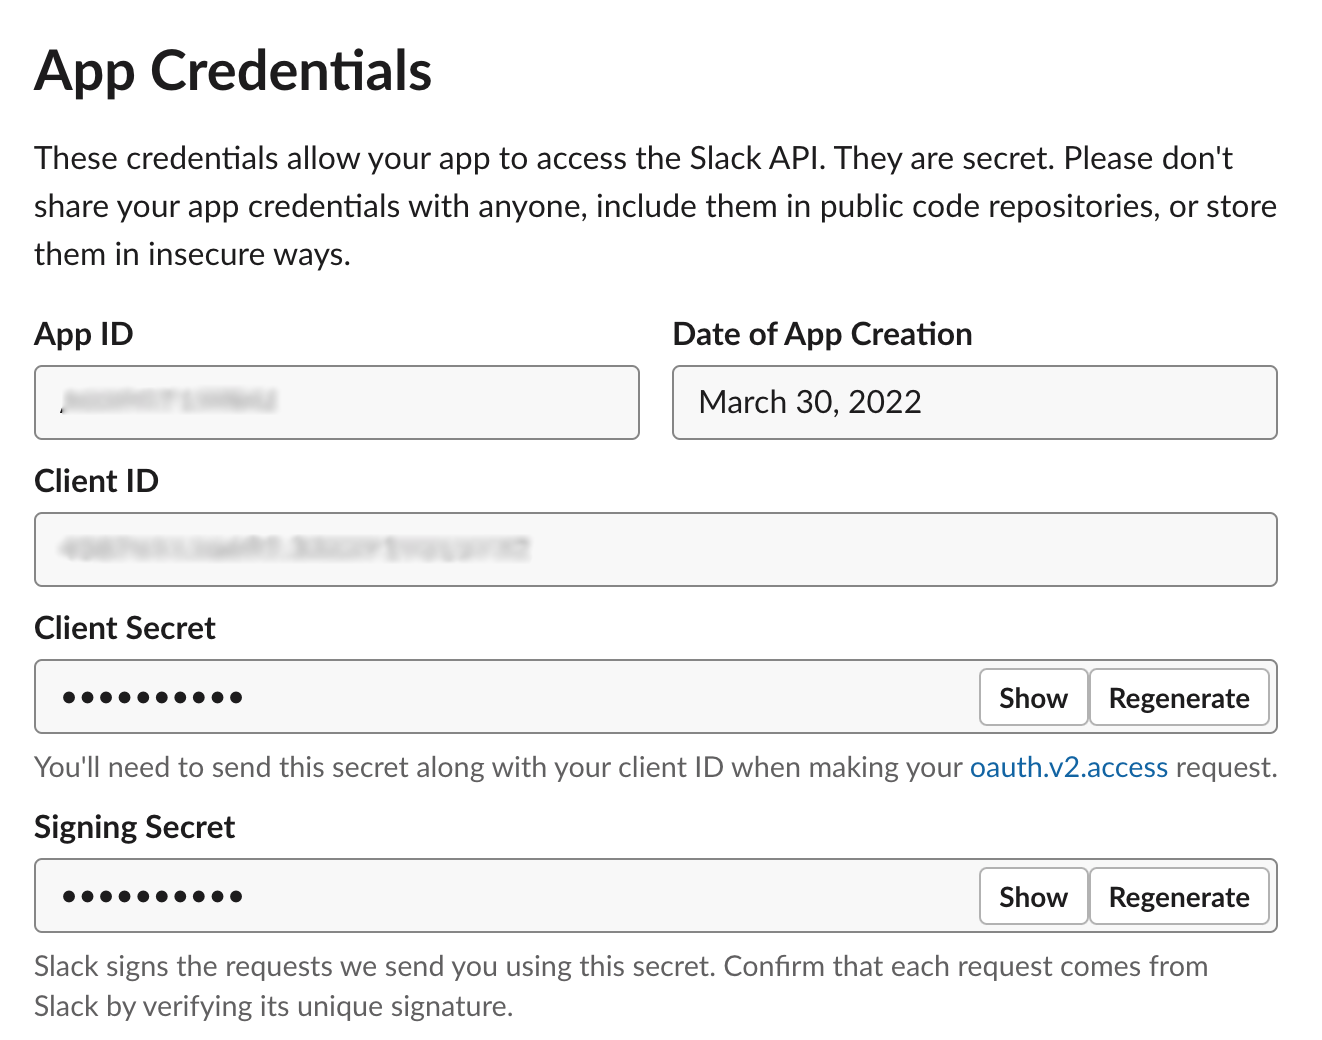 App Credentials
These credentials allow your app to access the Slack API. They are secret. Please don't
share your app credentials with anyone, include them in public code repositories, or store
them in insecure ways.
App ID
Date of App Creation
March 30, 2022
Client ID
Client Secret
••••••••••
Show
Regenerate
You'll need to send this secret along with your client ID when making your oauth.v2.access request.
Signing Secret
••••••••••
Show
Regenerate
Slack signs the requests we send you using this secret. Confirm that each request comes from
Slack by verifying its unique signature.